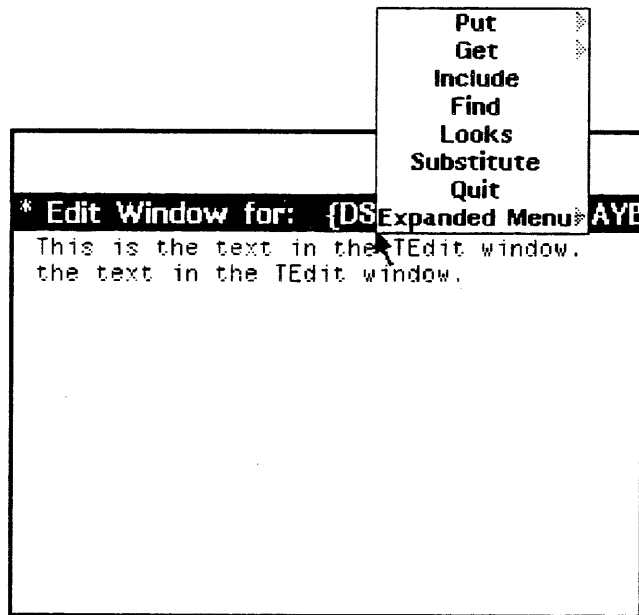 Put
Get
Include
Find
Looks
Substitute
Quit
Expanded Menu
* Edit Window for: {DS AYB
This is the text in the TEdit window.
the text in the TEdit window.